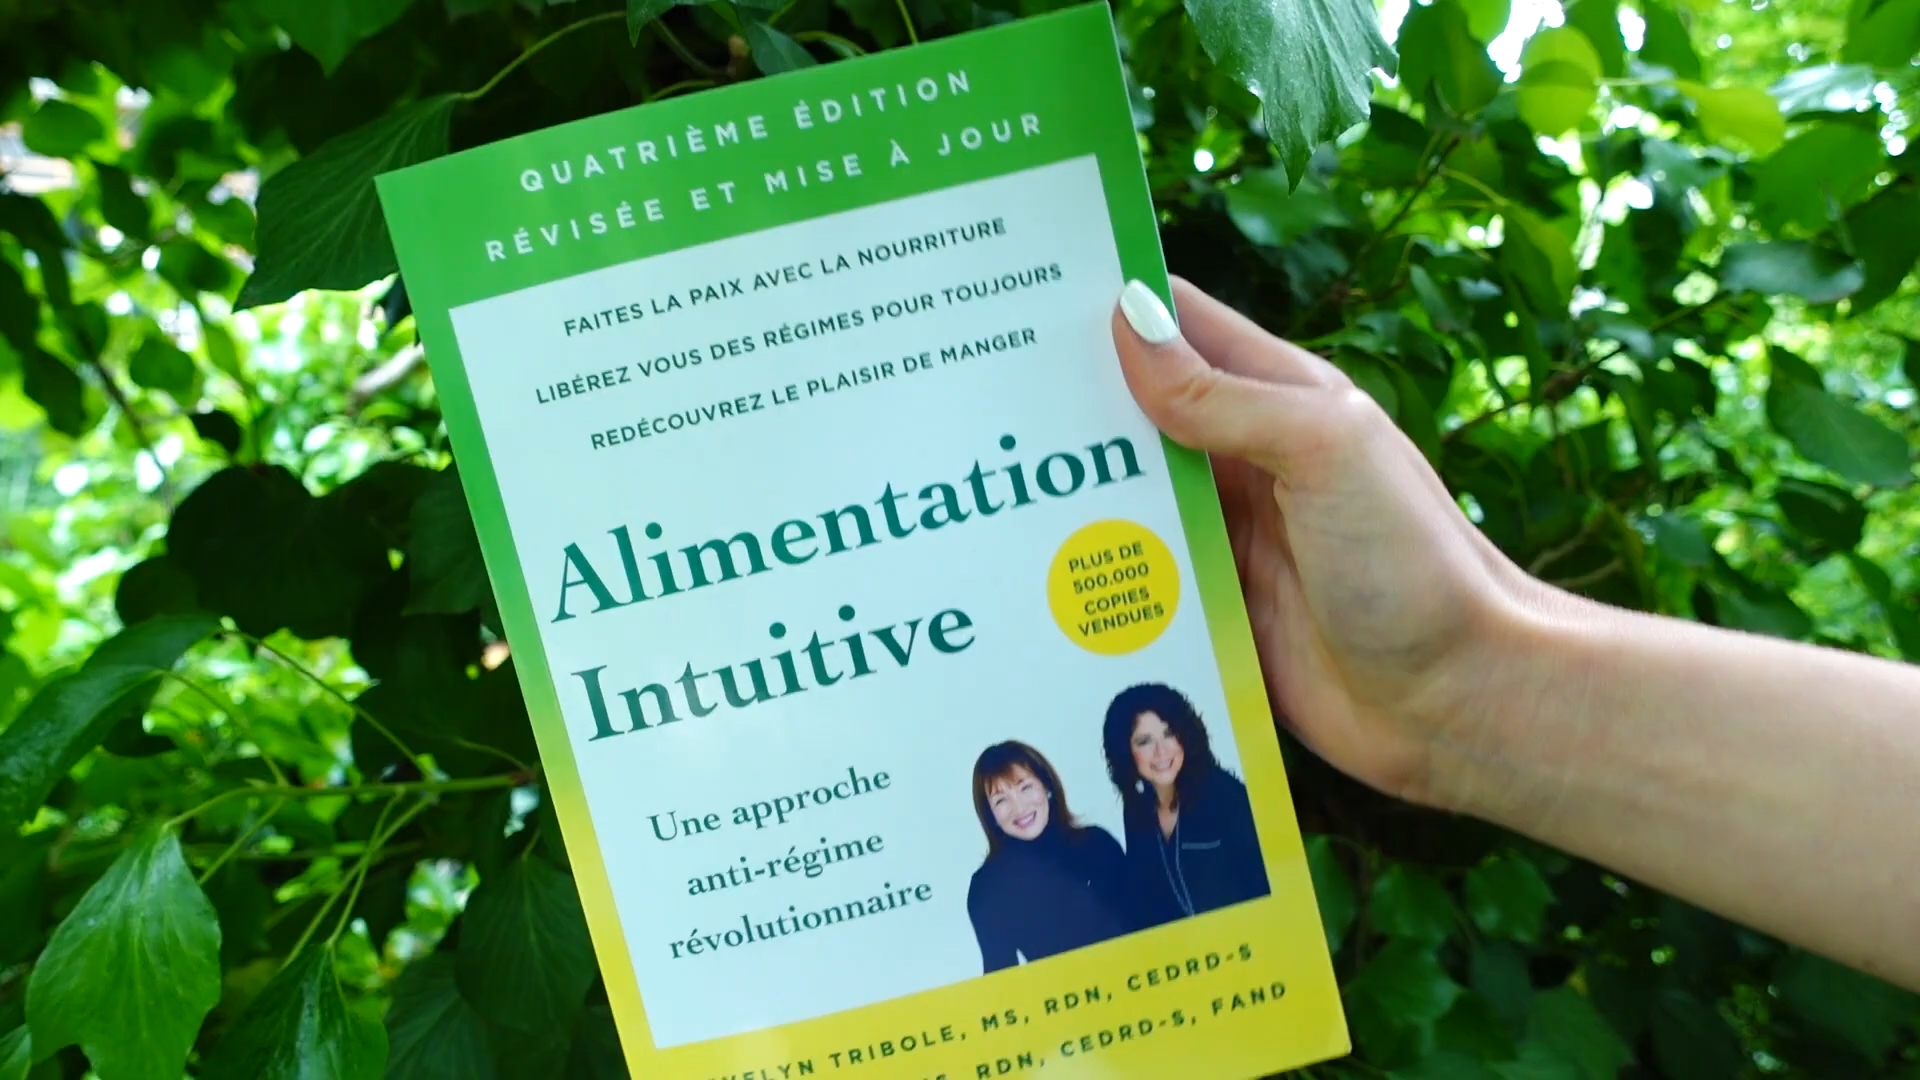 QUATRIÈME ÉDITION
RÉVISÉE ET MISE À JOUR
FAITES LA PAIX AVEC LA NOURRITURE
LIBÉREZ VOUS DES RÉGIMES POUR TOUJOURS
REDÉCOUVREZ LE PLAISIR DE MANGER
Alimentation
Intuitive
PLUS DE
500.000
COPIES
VENDUES
Une approche
anti-régime
révolutionnaire
TRIBOLE, MS, RDN, CEDRD-S
RDN, CEDRD-S, FAND